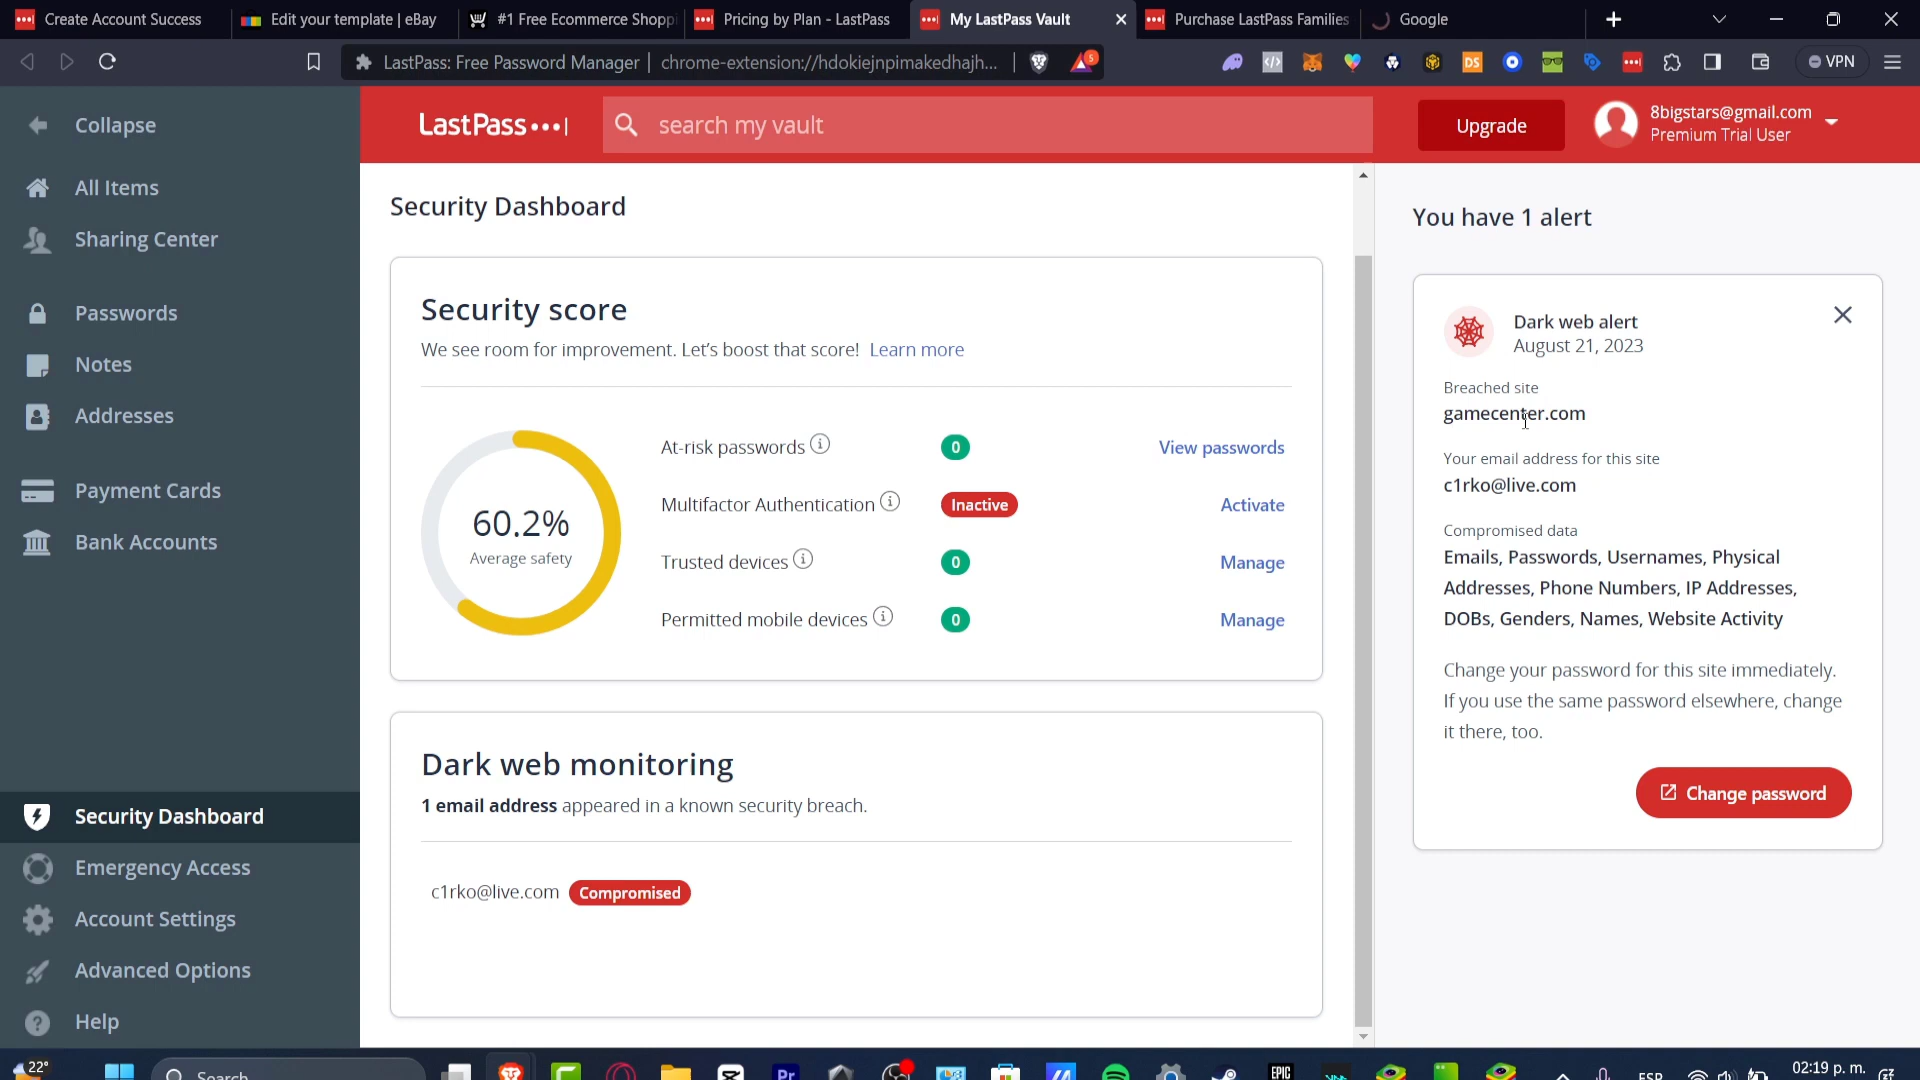 Create Account Success
Edit your template | eBay
#1 Free Ecommerce Shoppi
Pricing by Plan - LastPass
My LastPass Vault
Purchase LastPass Families
Google
LastPass: Free Password Manager | chrome-extension://hdokiejnpimakedhajh...
5
DS
VPN
Collapse
All Items
Sharing Center
Passwords
Notes
Addresses
Payment Cards
Bank Accounts
Security Dashboard
Emergency Access
Account Settings
Advanced Options
Help
LastPass
search my vault
Upgrade
8bigstars@gmail.com
Premium Trial User
Security Dashboard
Security score
We see room for improvement. Let's boost that score! Learn more
60.2%
Average safety
At-risk passwords 0 View passwords
Multifactor Authentication Inactive Activate
Trusted devices 0 Manage
Permitted mobile devices 0 Manage
Dark web monitoring
1 email address appeared in a known security breach.
c1rko@live.com Compromised
You have 1 alert
Dark web alert
August 21, 2023
Breached site
gamecenter.com
Your email address for this site
c1rko@live.com
Compromised data
Emails, Passwords, Usernames, Physical
Addresses, Phone Numbers, IP Addresses,
DOBs, Genders, Names, Website Activity
Change your password for this site immediately.
If you use the same password elsewhere, change
it there, too.
Change password
22°
Search
Pr
EPIC
ESP
02:19 p. m.